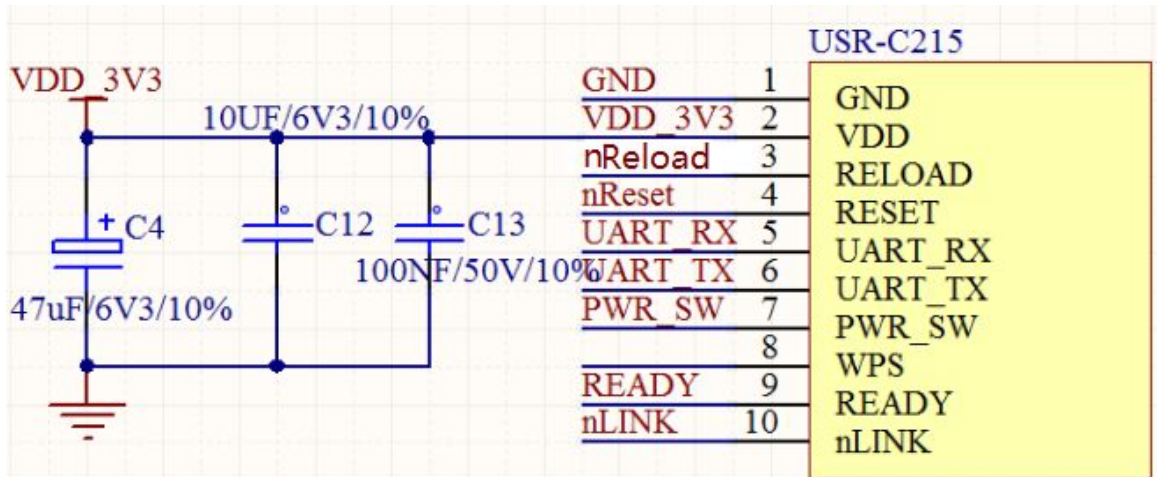 USR-C215
VDD_3V3
10UF/6V3/10%
C4
C12
C13
100NF/50V/10%
47uF/6V3/10%
GND 1 GND
VDD_3V3 2 VDD
nReload 3 RELOAD
nReset 4 RESET
UART_RX 5 UART_RX
UART_TX 6 UART_TX
PWR_SW 7 PWR_SW
8 WPS
READY 9 READY
nLINK 10 nLINK